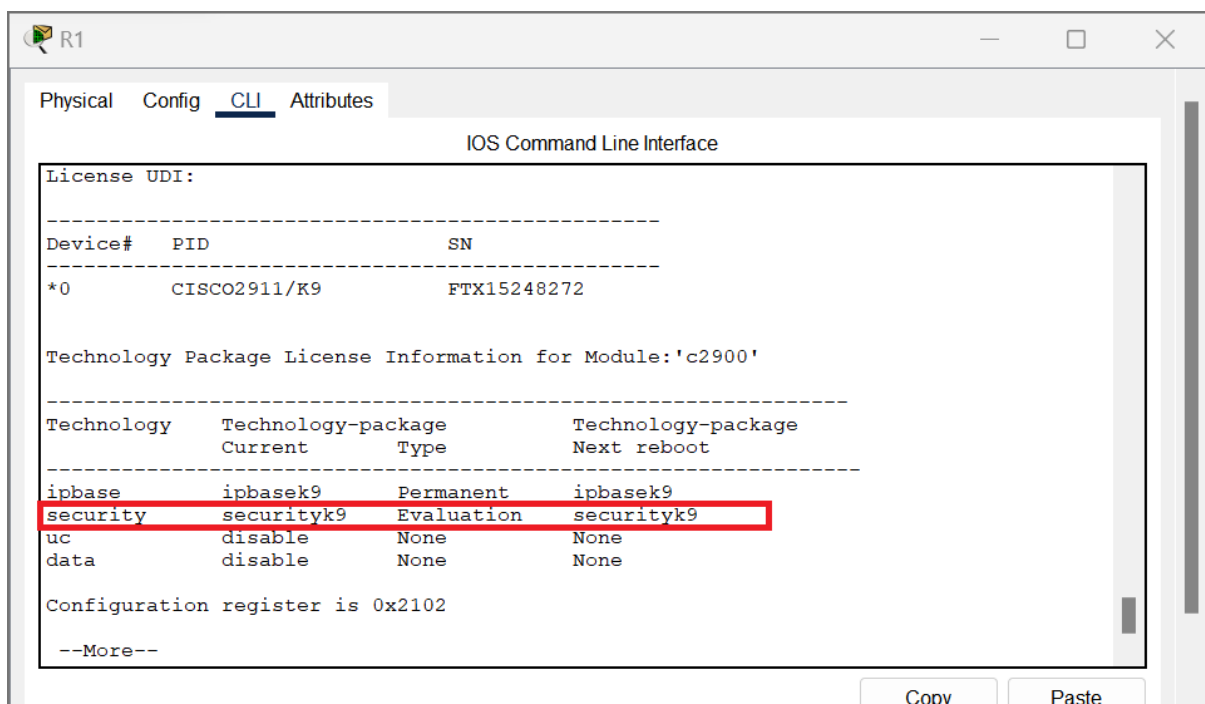 R1
Physical Config CLI Attributes
IOS Command Line Interface
License UDI:
-------------------------------------------------
Device# PID SN
-------------------------------------------------
*0 CISCO2911/K9 FTX15248272
Technology Package License Information for Module:'c2900'
----------------------------------------------------------------
Technology Technology-package Technology-package
Current Type Next reboot
-----------------------------------------------------------------
ipbase ipbasek9 Permanent ipbasek9
security securityk9 Evaluation securityk9
uc disable None None
data disable None None
Configuration register is 0x2102
--More--
Copy Paste